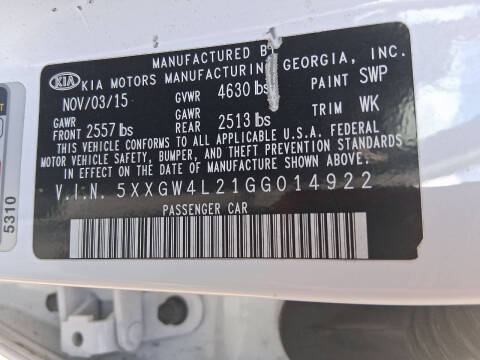 MANUFACTURED BY
KIA KIA MOTORS MANUFACTURING GEORGIA, INC.
NOV/03/15 GVWR 4630 lbs PAINT SWP
GAWR FRONT 2557 lbs GAWR REAR 2513 lbs TRIM WK
THIS VEHICLE CONFORMS TO ALL APPLICABLE U.S.A. FEDERAL
MOTOR VEHICLE SAFETY, BUMPER, AND THEFT PREVENTION STANDARDS
IN EFFECT ON THE DATE OF MANUFACTURE SHOWN ABOVE.
V.I.N. 5XXGW4L21GG014922
PASSENGER CAR
5310